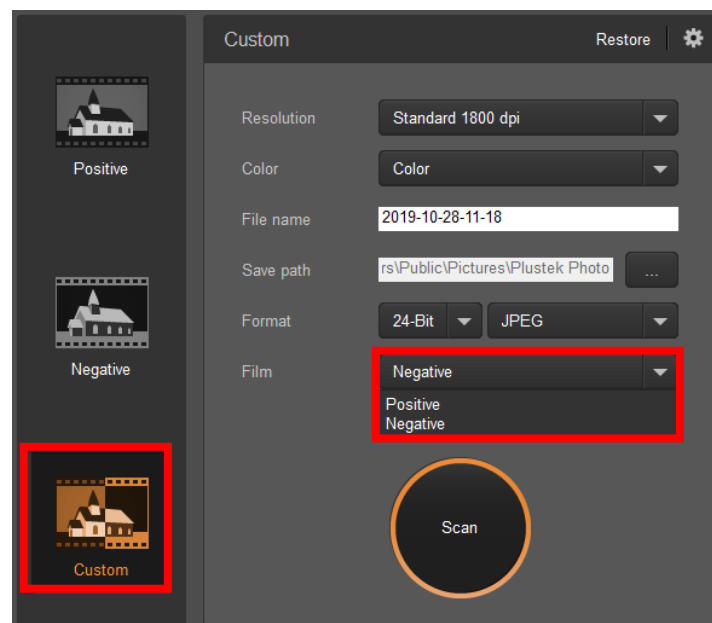 Custom
Restore
Positive
Negative
Custom
Resolution
Standard 1800 dpi
Color
Color
File name
2019-10-28-11-18
Save path
rs\Public\Pictures\Plustek Photo
...
Format
24-Bit
JPEG
Film
Negative
Positive
Negative
Scan